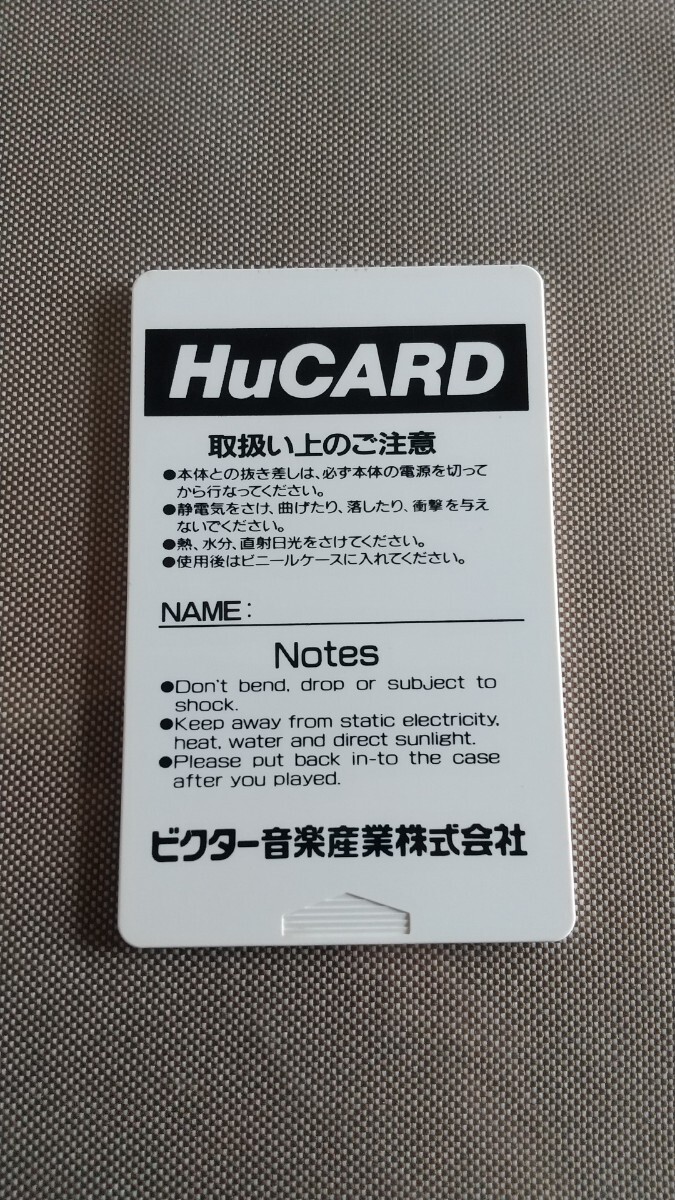 HuCARD
取扱い上のご注意
●本体との抜き差しは、必ず本体の電源を切って
から行なってください。
●静電気をさけ、曲げたり、落したり、衝撃を与え
ないでください。
●熱、水分、直射日光をさけてください。
●使用後はビニールケースに入れてください。
NAME:
Notes
●Don't bend, drop or subject to
shock.
●Keep away from static electricity,
heat, water and direct sunlight.
●Please put back in-to the case
after you played.
ビクター音楽産業株式会社